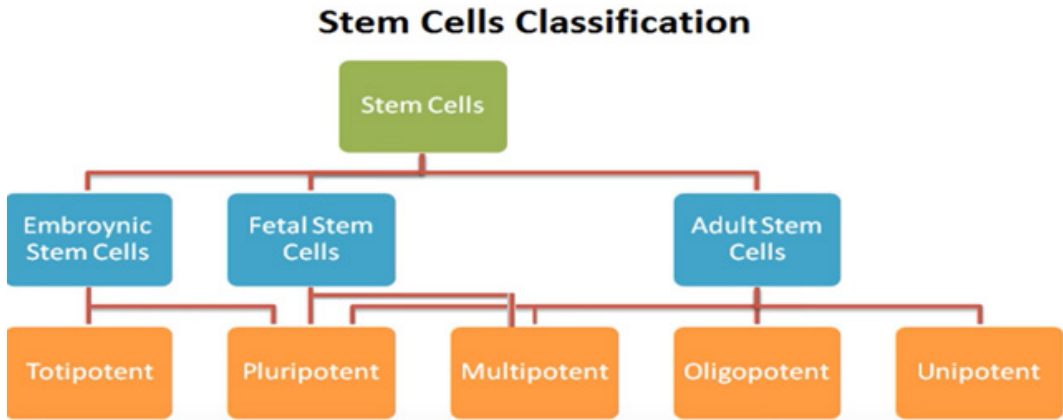 Stem Cells Classification
Stem Cells
Embroynic
Stem Cells
Fetal Stem
Cells
Adult Stem
Cells
Totipotent
Pluripotent
Multipotent
Oligopotent
Unipotent